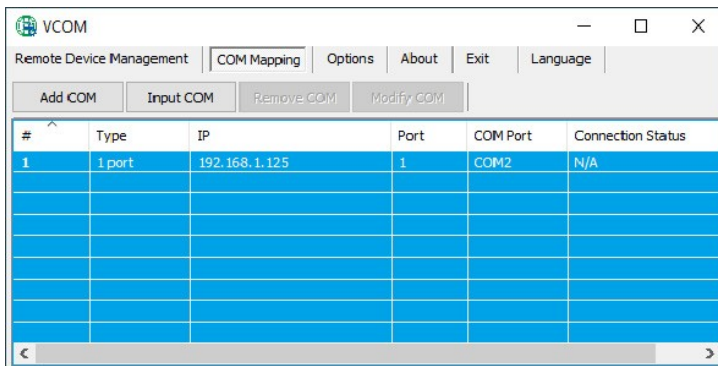 VCOM
Remote Device Management COM Mapping Options About Exit Language
Add COM Input COM Remove COM Modify COM
# Type IP Port COM Port Connection Status
1 1 port 192.168.1.125 1 COM2 N/A